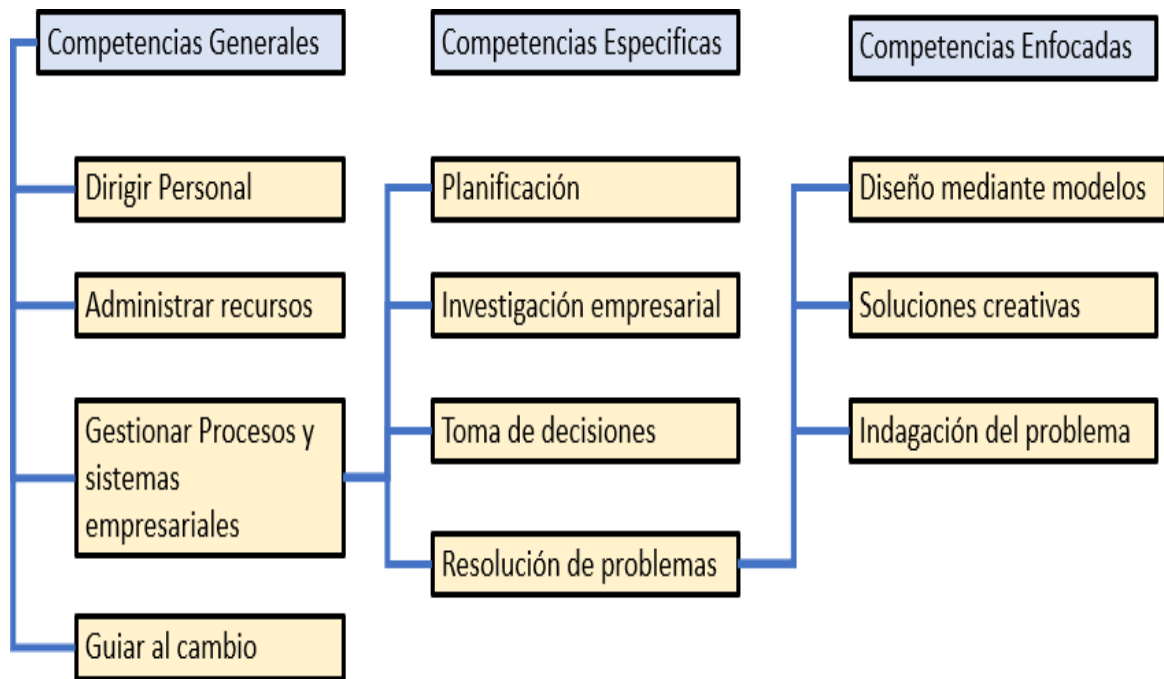 Competencias Generales
Dirigir Personal
Administrar recursos
Gestionar Procesos y
sistemas
empresariales
Guiar al cambio
Competencias Especificas
Planificación
Investigación empresarial
Toma de decisiones
Resolución de problemas
Competencias Enfocadas
Diseño mediante modelos
Soluciones creativas
Indagación del problema